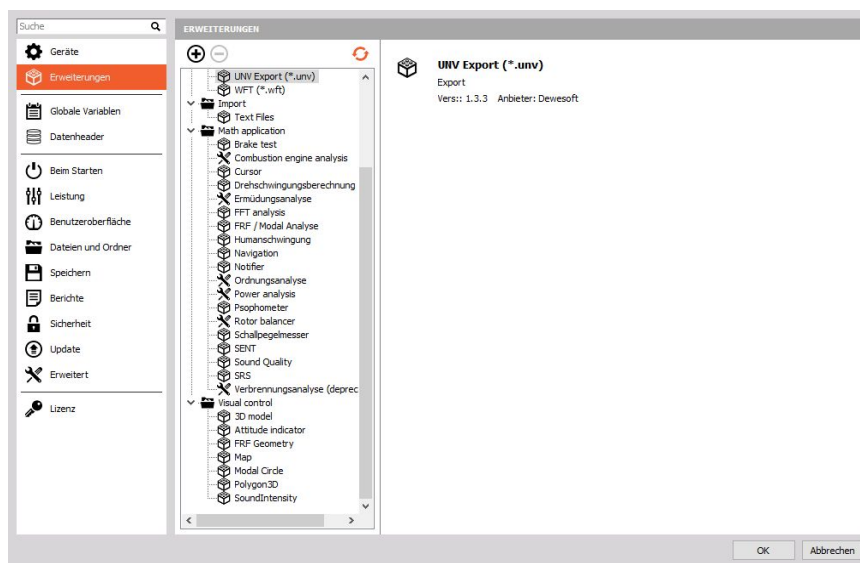 Suche
Geräte
Erweiterungen
Globale Variablen
Datenheader
Beim Starten
Leistung
Benutzeroberfläche
Dateien und Ordner
Speichern
Berichte
Sicherheit
Update
Erweitert
Lizenz
ERWEITERUNGEN
UNV Export (*.unv)
WFT (*.wft)
Import
Text Files
Math application
Brake test
Combustion engine analysis
Cursor
Drehschwingungsberechnung
Ermüdungsanalyse
FFT analysis
FRF / Modal Analyse
Humanschwingung
Navigation
Notifier
Ordnungsanalyse
Power analysis
Psophometer
Rotor balancer
Schallpegelmesser
SENT
Sound Quality
SRS
Verbrennungsanalyse (deprec
Visual control
3D model
Attitude indicator
FRF Geometry
Map
Modal Circle
Polygon3D
SoundIntensity
UNV Export (*.unv)
Export
Vers:: 1.3.3 Anbieter: Dewesoft
OK Abbrechen